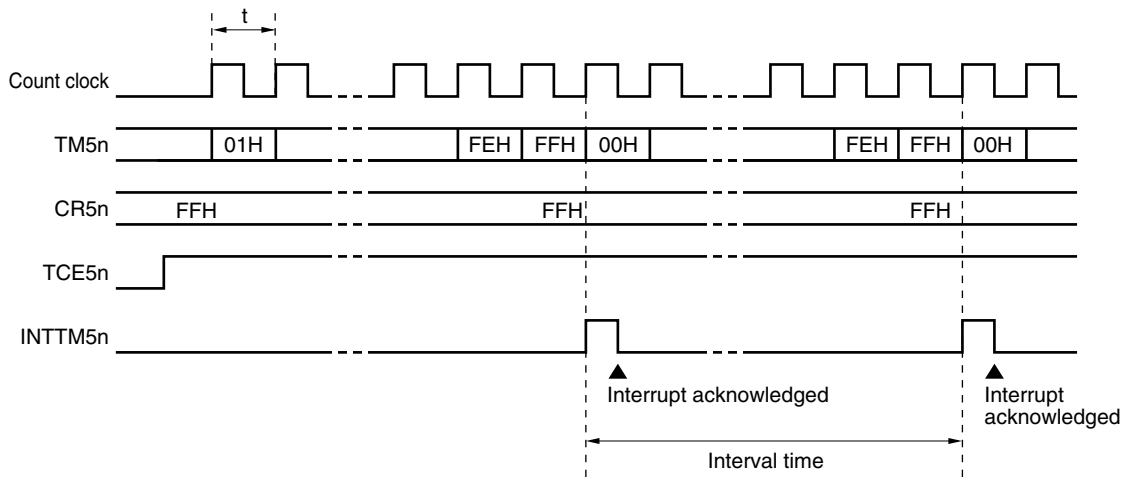 t
Count clock
TM5n 01H FEH FFH 00H FEH FFH 00H
CR5n FFH FFH FFH
TCE5n
INTTM5n
Interrupt acknowledged Interrupt
acknowledged
Interval time